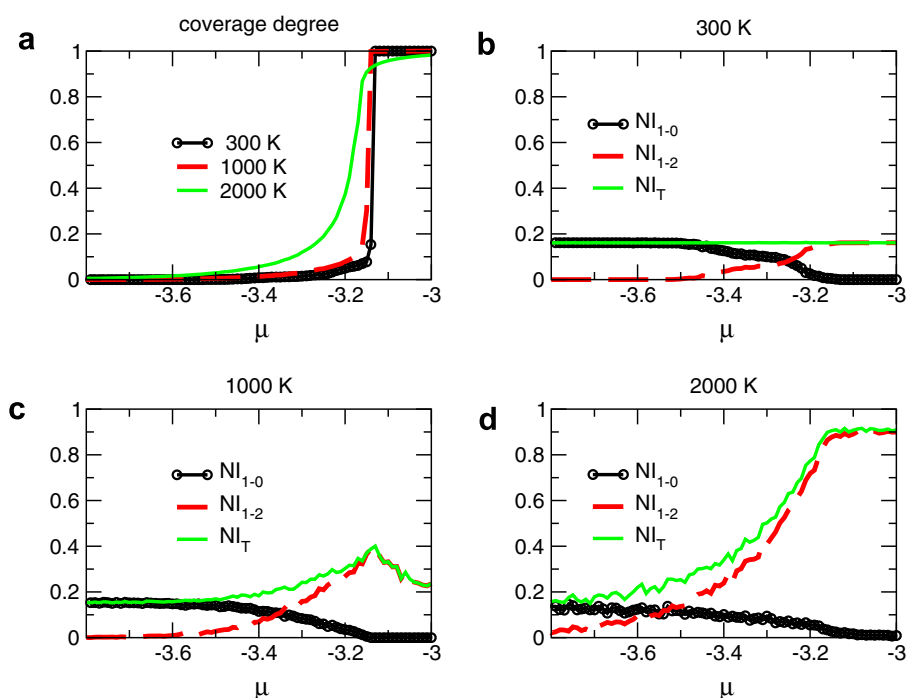 a
coverage degree
1
0.8
0.6
0.4
0.2
0
300 K
1000 K
2000 K
-3.6
-3.4
-3.2
-3
μ
b
300 K
1
0.8
0.6
0.4
0.2
0
NI1-0
NI1-2
NIT
-3.6
-3.4
-3.2
-3
μ
c
1000 K
1
0.8
0.6
0.4
0.2
0
NI1-0
NI1-2
NIT
-3.6
-3.4
-3.2
-3
μ
d
2000 K
1
0.8
0.6
0.4
0.2
0
NI1-0
NI1-2
NIT
-3.6
-3.4
-3.2
-3
μ